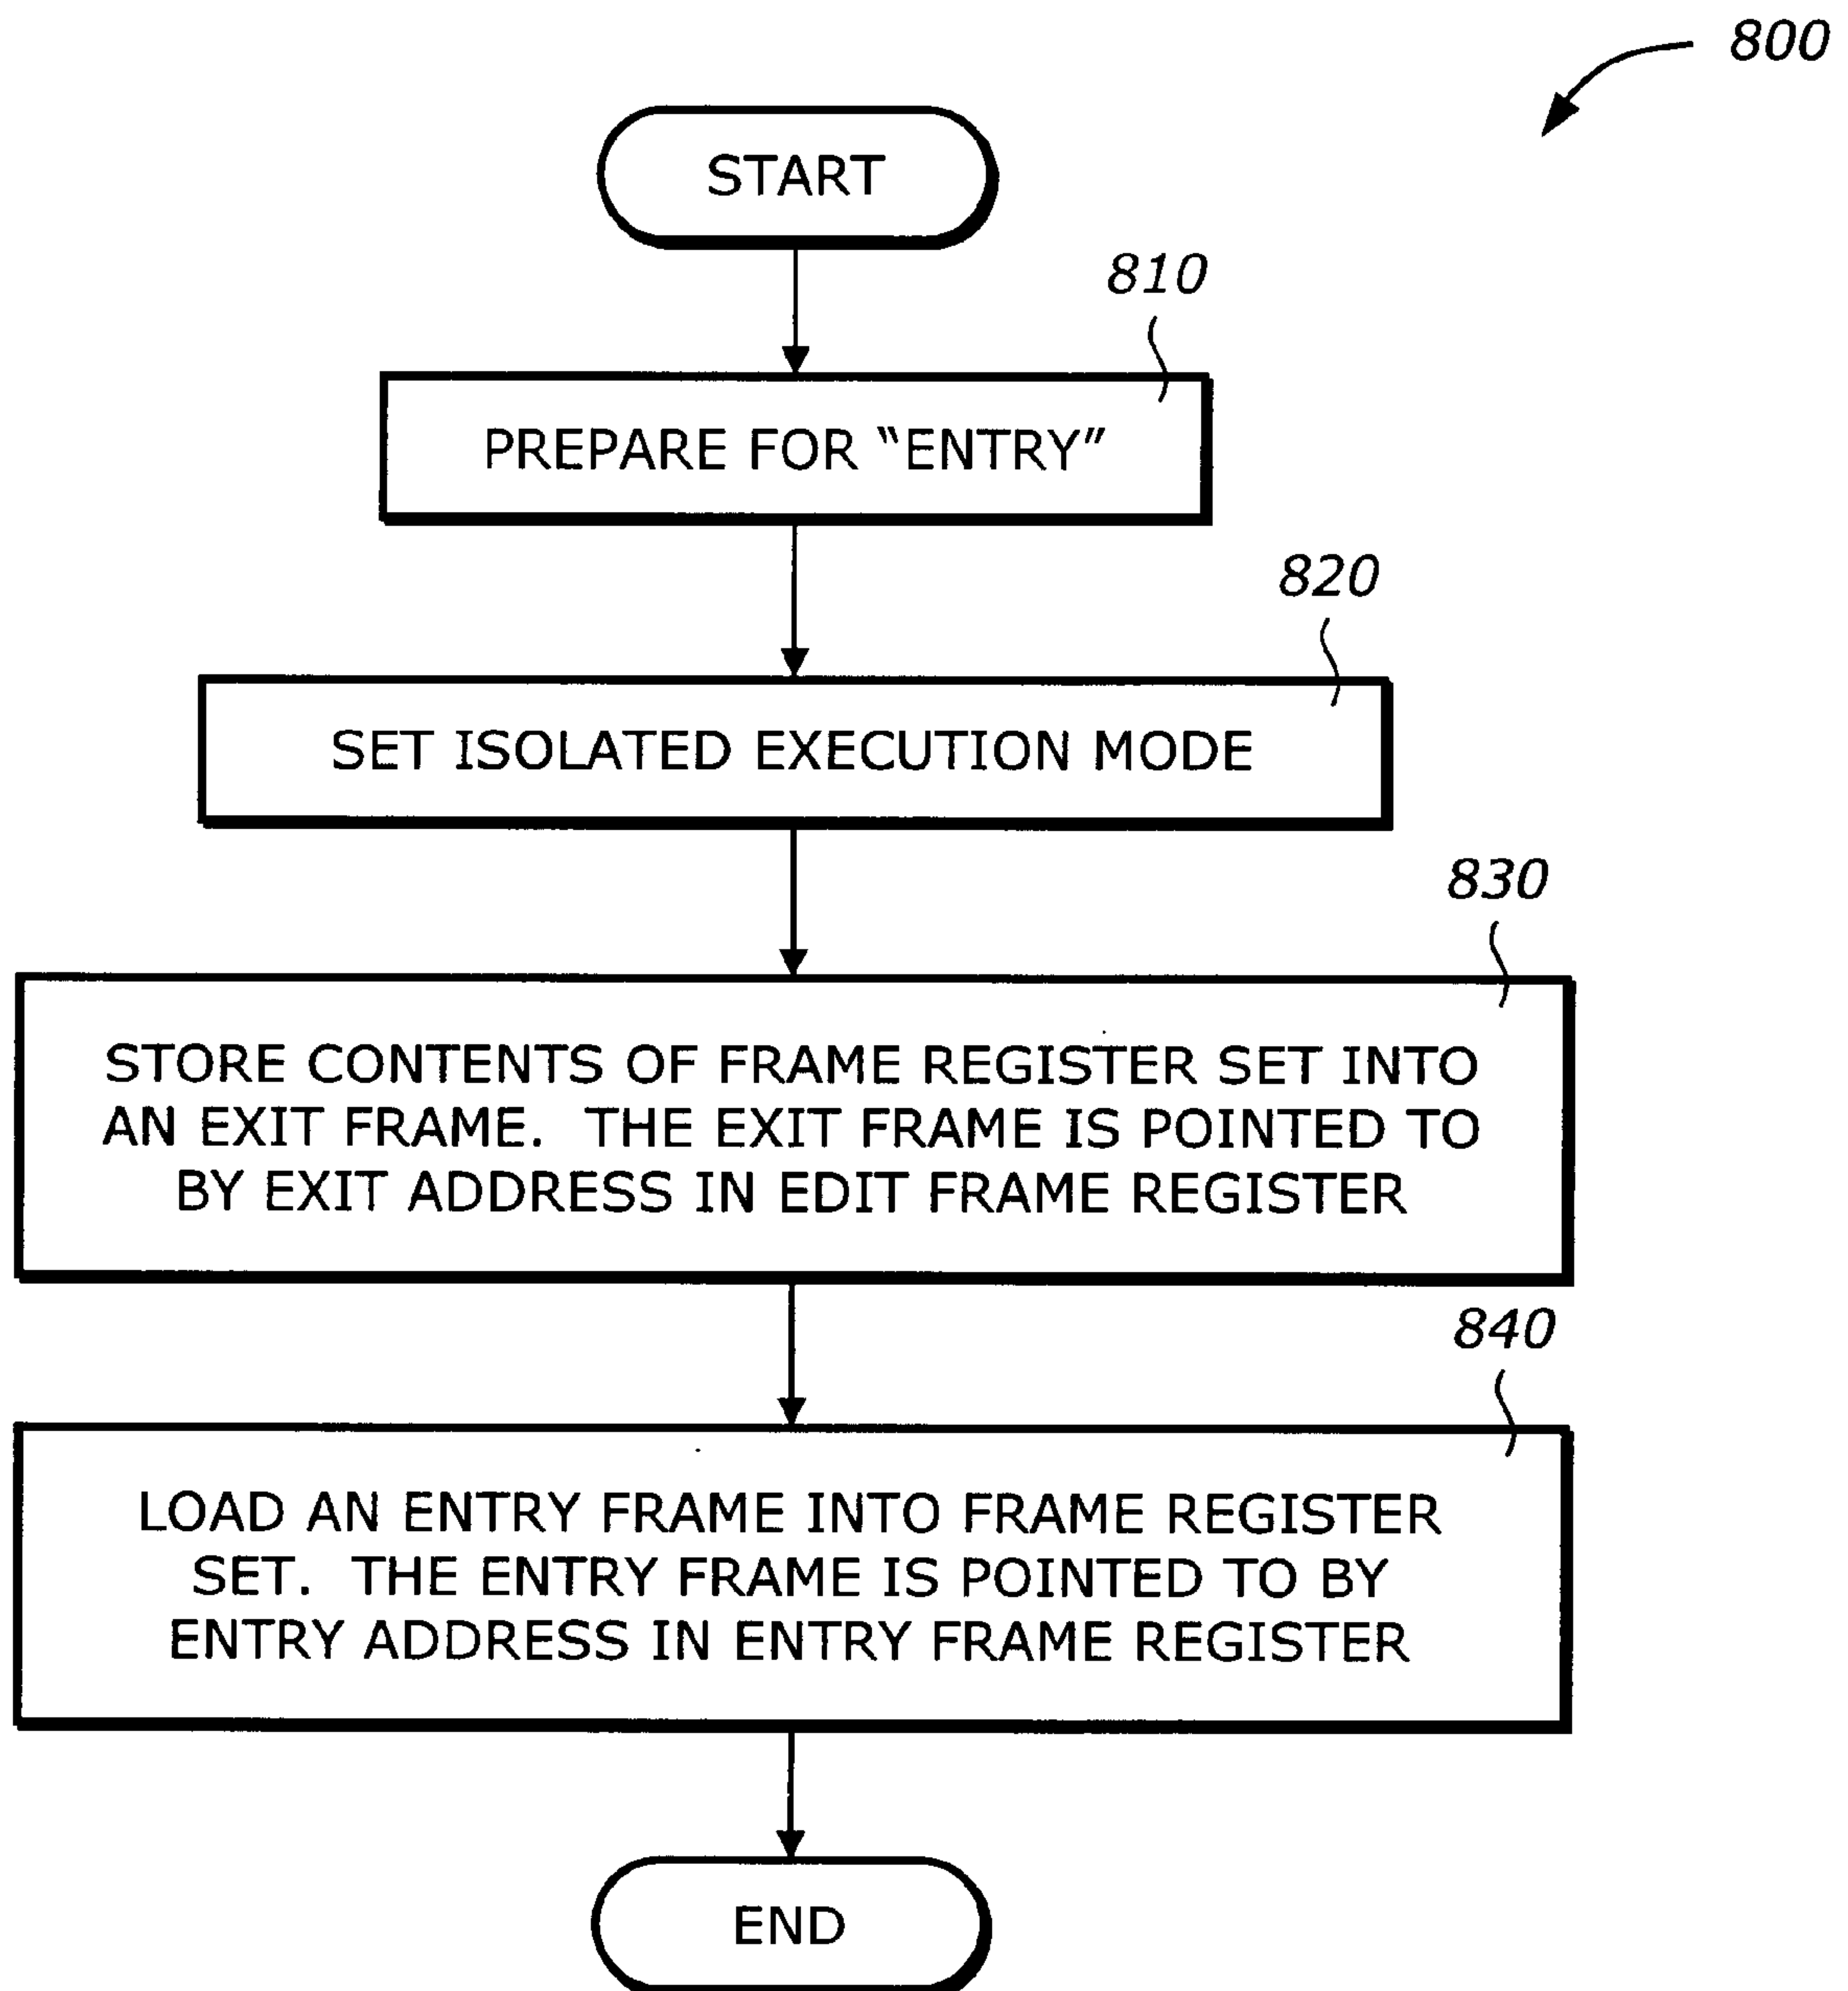 800
START
810
PREPARE FOR “ENTRY”
820
SET ISOLATED EXECUTION MODE
830
STORE CONTENTS OF FRAME REGISTER SET INTO
AN EXIT FRAME. THE EXIT FRAME IS POINTED TO
BY EXIT ADDRESS IN EDIT FRAME REGISTER
840
LOAD AN ENTRY FRAME INTO FRAME REGISTER
SET. THE ENTRY FRAME IS POINTED TO BY
ENTRY ADDRESS IN ENTRY FRAME REGISTER
END